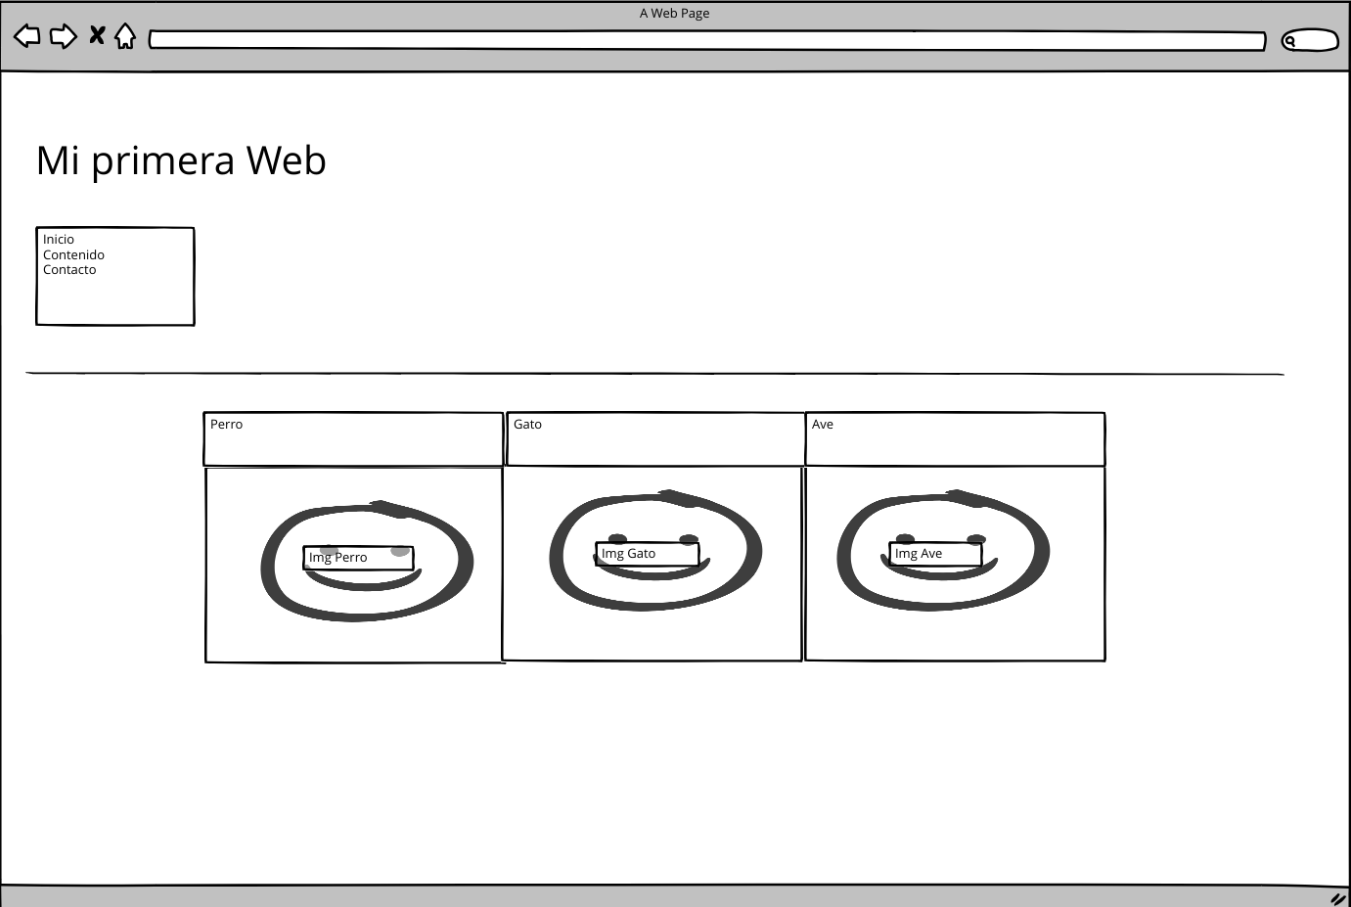 A Web Page
Mi primera Web
Inicio
Contenido
Contacto
Perro
Gato
Ave
Img Perro
Img Gato
Img Ave